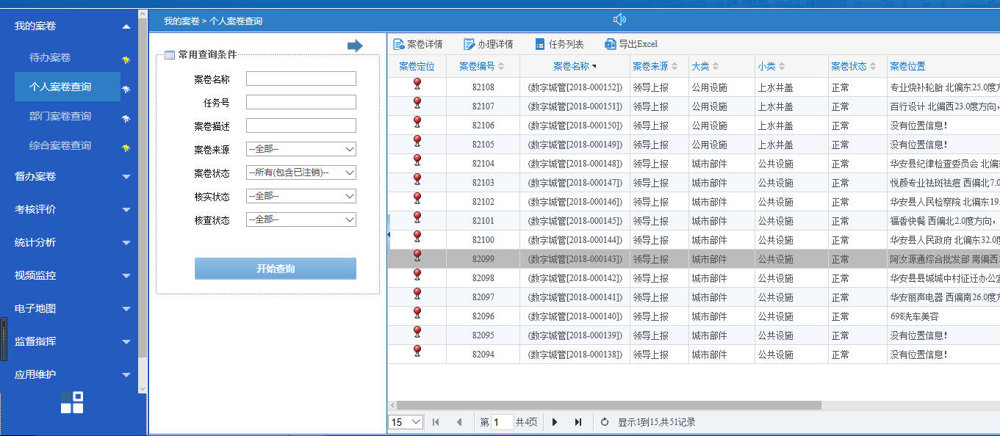 我的案卷
待办案卷
个人案卷查询
部门案卷查询
综合案卷查询
督办案卷
考核评价
统计分析
视频监控
电子地图
监督指挥
应用维护
我的案卷 > 个人案卷查询
常用查询条件
案卷名称
任务号
案卷描述
案卷来源 --全部--
案卷状态 --所有(包含已注销)--
核实状态 --全部--
核查状态 --全部--
开始查询
案卷详情 办理详情 任务列表 导出Excel
案卷定位 案卷编号 案卷名称 案卷来源 大类 小类 案卷状态 案卷位置
82108 (数字城管[2018-000152]) 领导上报 公用设施 上水井盖 正常 专业烧补轮胎 北偏东25.0度方
82107 (数字城管[2018-000151]) 领导上报 公用设施 上水井盖 正常 百行设计 北偏西23.0度方向，
82106 (数字城管[2018-000150]) 领导上报 公用设施 上水井盖 正常 没有位置信息!
82105 (数字城管[2018-000149]) 领导上报 公用设施 上水井盖 正常 没有位置信息!
82104 (数字城管[2018-000148]) 领导上报 城市部件 公共设施 正常 华安县纪律检查委员会 北偏
82103 (数字城管[2018-000147]) 领导上报 城市部件 公共设施 正常 悦颜专业祛斑祛痘 西偏北7.0
82102 (数字城管[2018-000146]) 领导上报 城市部件 公共设施 正常 华安县人民检察院 北偏东19.
82101 (数字城管[2018-000145]) 领导上报 城市部件 公共设施 正常 福香快餐 西偏北2.0度方向，
82100 (数字城管[2018-000144]) 领导上报 城市部件 公共设施 正常 华安县人民政府 北偏东32.0
82099 (数字城管[2018-000143]) 领导上报 城市部件 公共设施 正常 阿汝源通综合批发部 南偏西
82098 (数字城管[2018-000142]) 领导上报 城市部件 公共设施 正常 华安县县城城中村征迁办公室
82097 (数字城管[2018-000141]) 领导上报 城市部件 公共设施 正常 华安丽声电器 西偏南26.0度方
82096 (数字城管[2018-000140]) 领导上报 城市部件 公共设施 正常 698洗车美容
82095 (数字城管[2018-000139]) 领导上报 城市部件 公共设施 正常 没有位置信息!
82094 (数字城管[2018-000138]) 领导上报 城市部件 公共设施 正常 没有位置信息!
15 第 1 共4页 显示1到15,共51记录